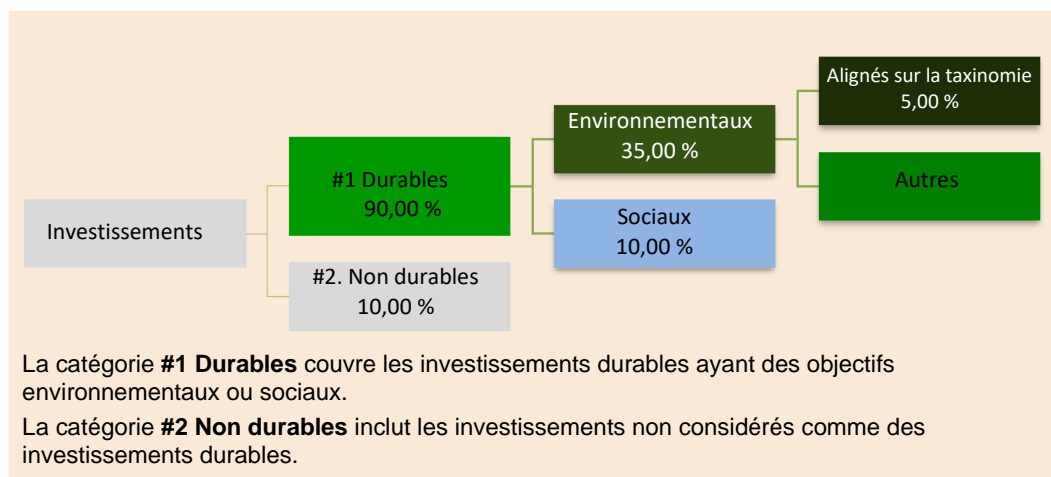 Investissements
#1 Durables
90,00 %
#2. Non durables
10,00 %
Environnementaux
35,00 %
Sociaux
10,00 %
Alignés sur la taxinomie
5,00 %
Autres
La catégorie #1 Durables couvre les investissements durables ayant des objectifs
environnementaux ou sociaux.
La catégorie #2 Non durables inclut les investissements non considérés comme des
investissements durables.